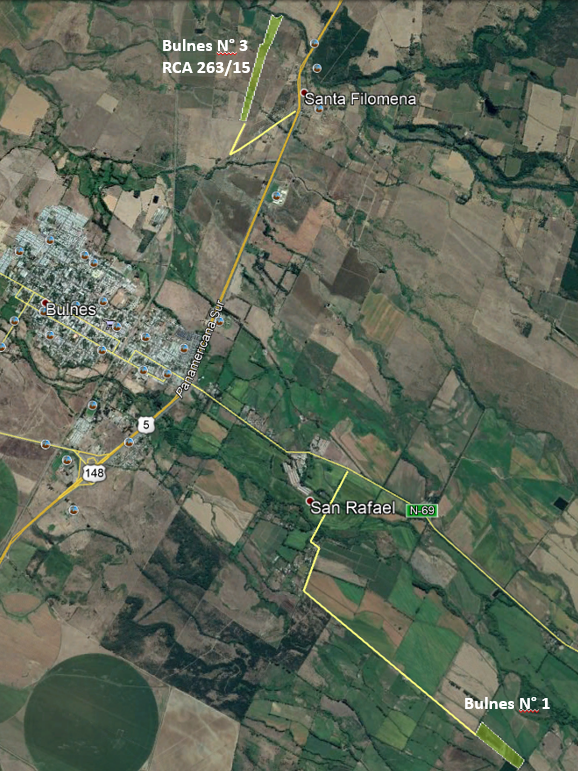 Bulnes N° 3
RCA 263/15
Santa Filomena
Bulnes
Panamericana Sur
5
148
San Rafael
N-69
Bulnes N° 1